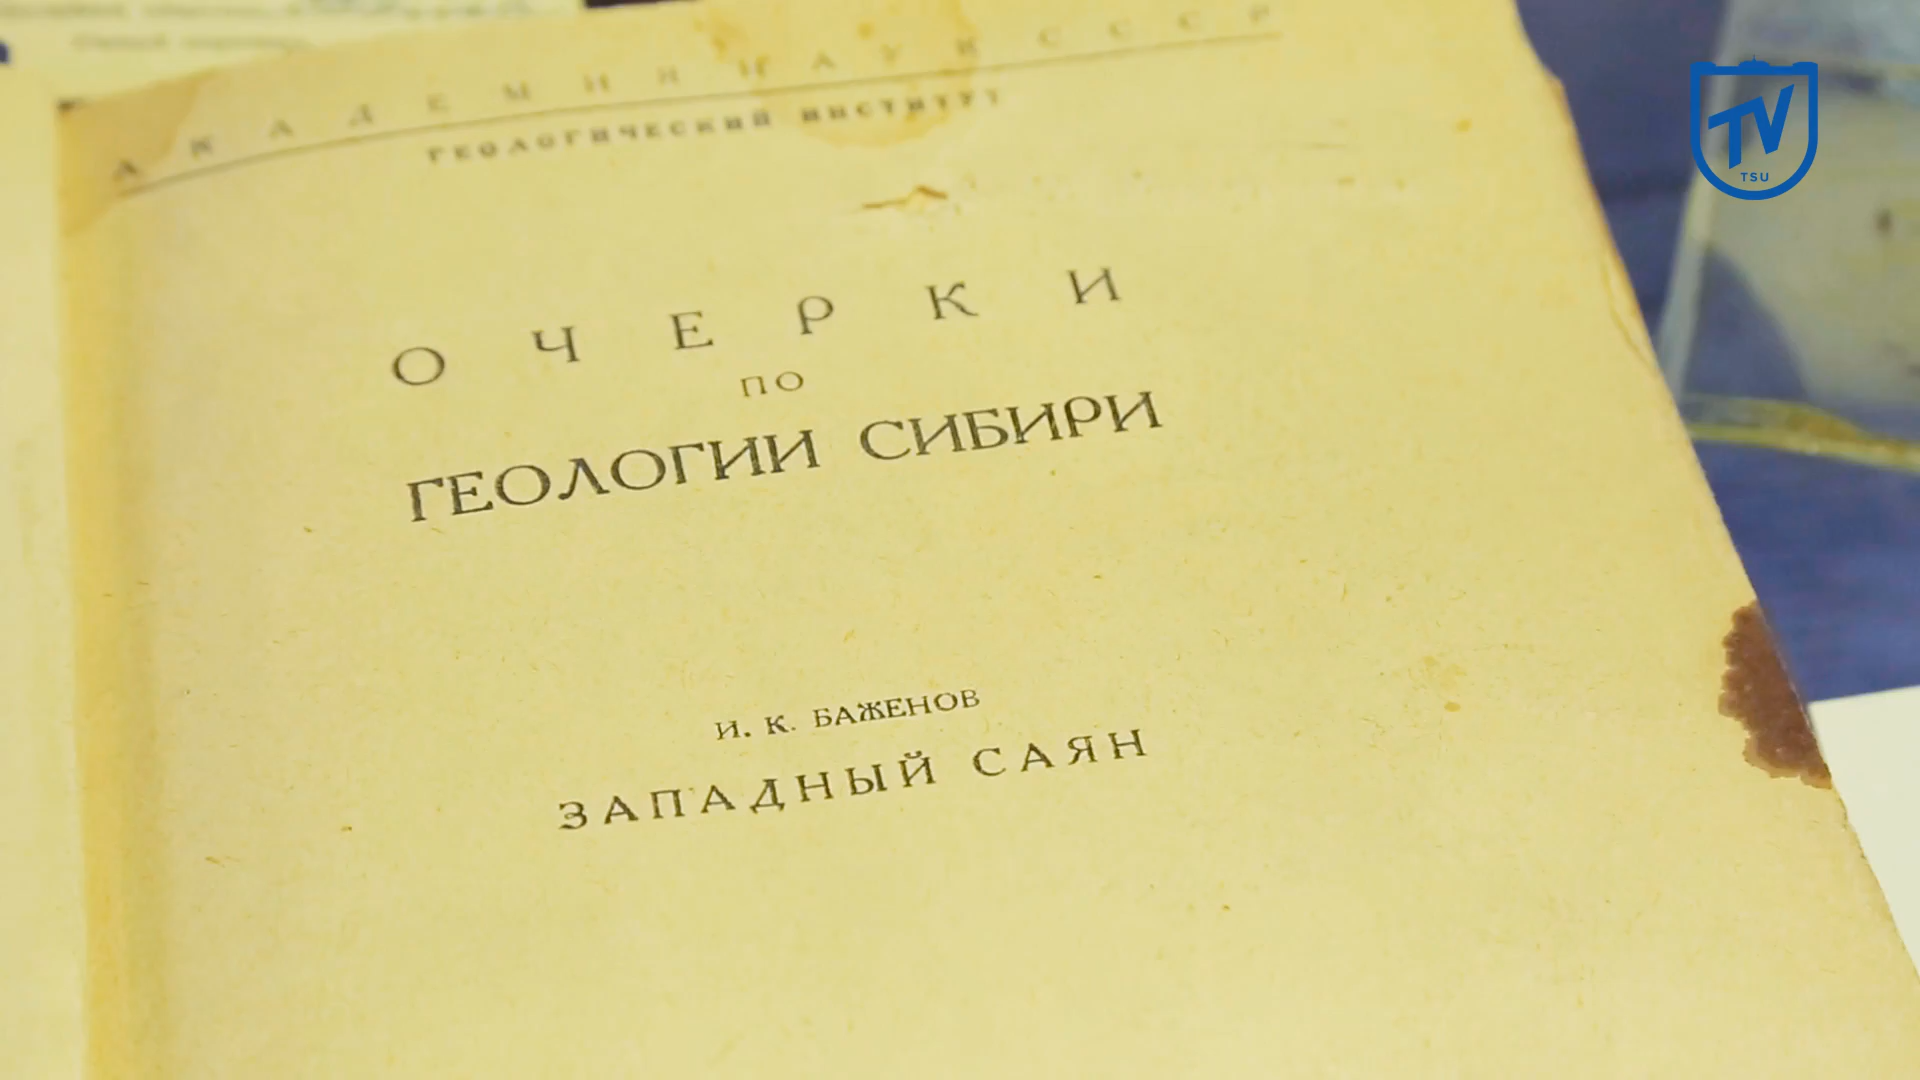 АКАДЕМИЯ НАУК СССР
ГЕОЛОГИЧЕСКИЙ ИНСТИТУТ
ОЧЕРКИ
ПО
ГЕОЛОГИИ СИБИРИ
И. К. БАЖЕНОВ
ЗАПАДНЫЙ САЯН
TV
TSU